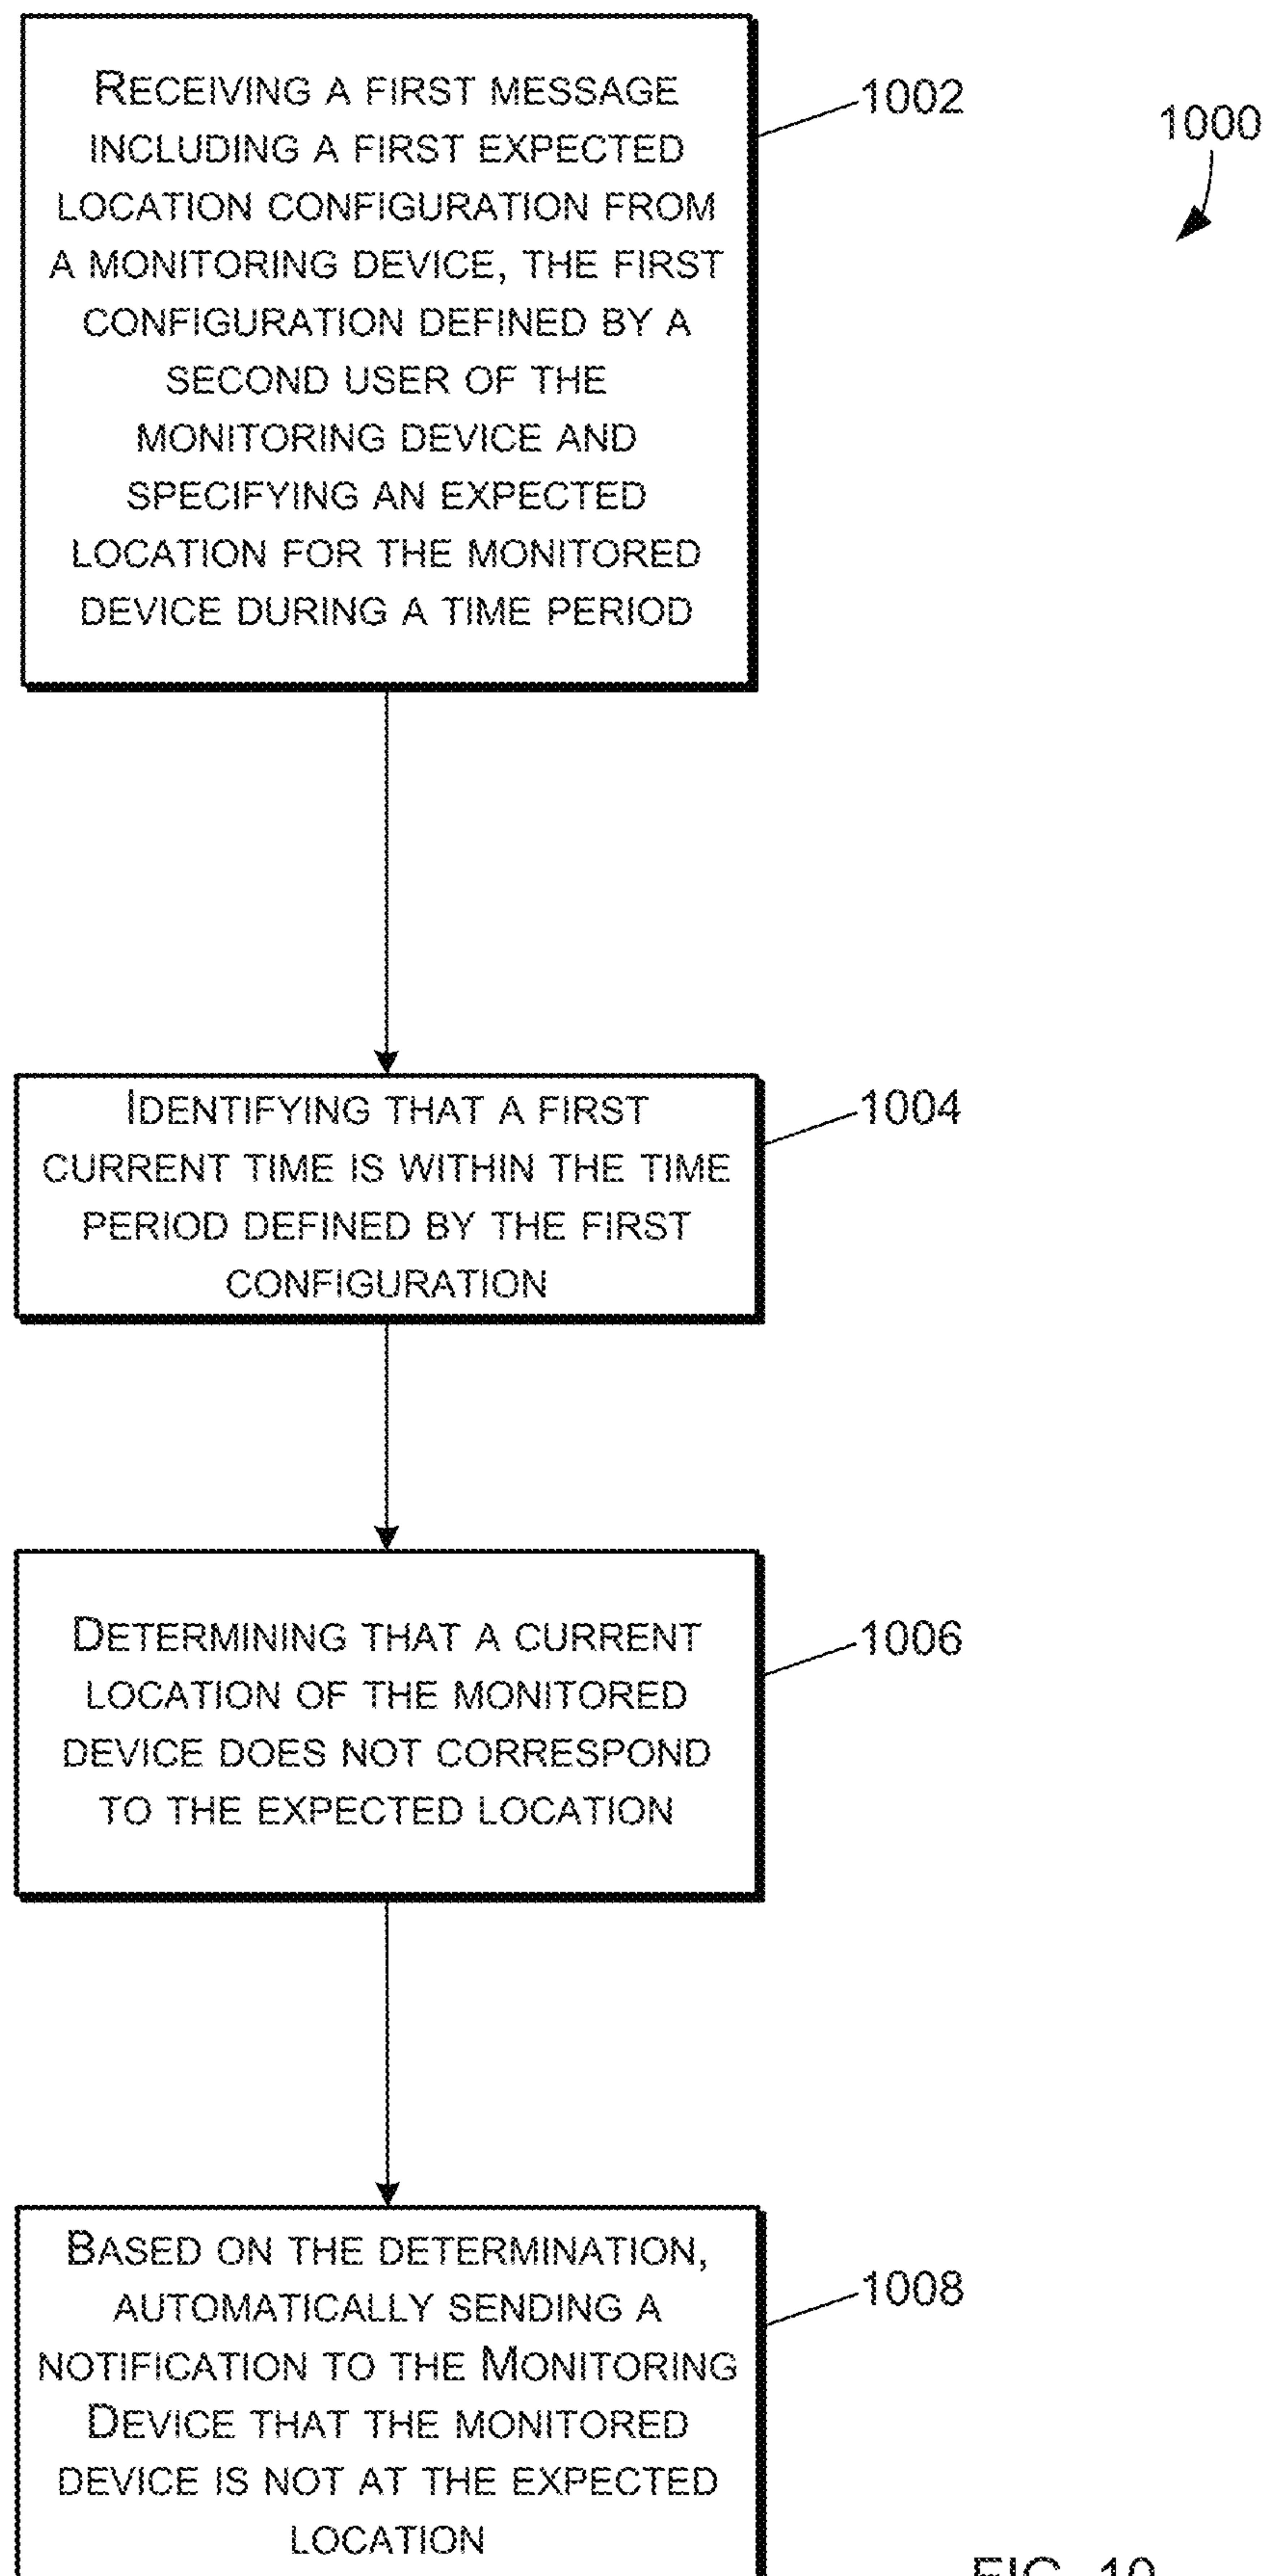 RECEIVING A FIRST MESSAGE
INCLUDING A FIRST EXPECTED
LOCATION CONFIGURATION FROM
A MONITORING DEVICE, THE FIRST
CONFIGURATION DEFINED BY A
SECOND USER OF THE
MONITORING DEVICE AND
SPECIFYING AN EXPECTED
LOCATION FOR THE MONITORED
DEVICE DURING A TIME PERIOD
1002
1000
IDENTIFYING THAT A FIRST
CURRENT TIME IS WITHIN THE TIME
PERIOD DEFINED BY THE FIRST
CONFIGURATION
1004
DETERMINING THAT A CURRENT
LOCATION OF THE MONITORED
DEVICE DOES NOT CORRESPOND
TO THE EXPECTED LOCATION
1006
BASED ON THE DETERMINATION,
AUTOMATICALLY SENDING A
NOTIFICATION TO THE MONITORING
DEVICE THAT THE MONITORED
DEVICE IS NOT AT THE EXPECTED
LOCATION
1008
FIG. 10